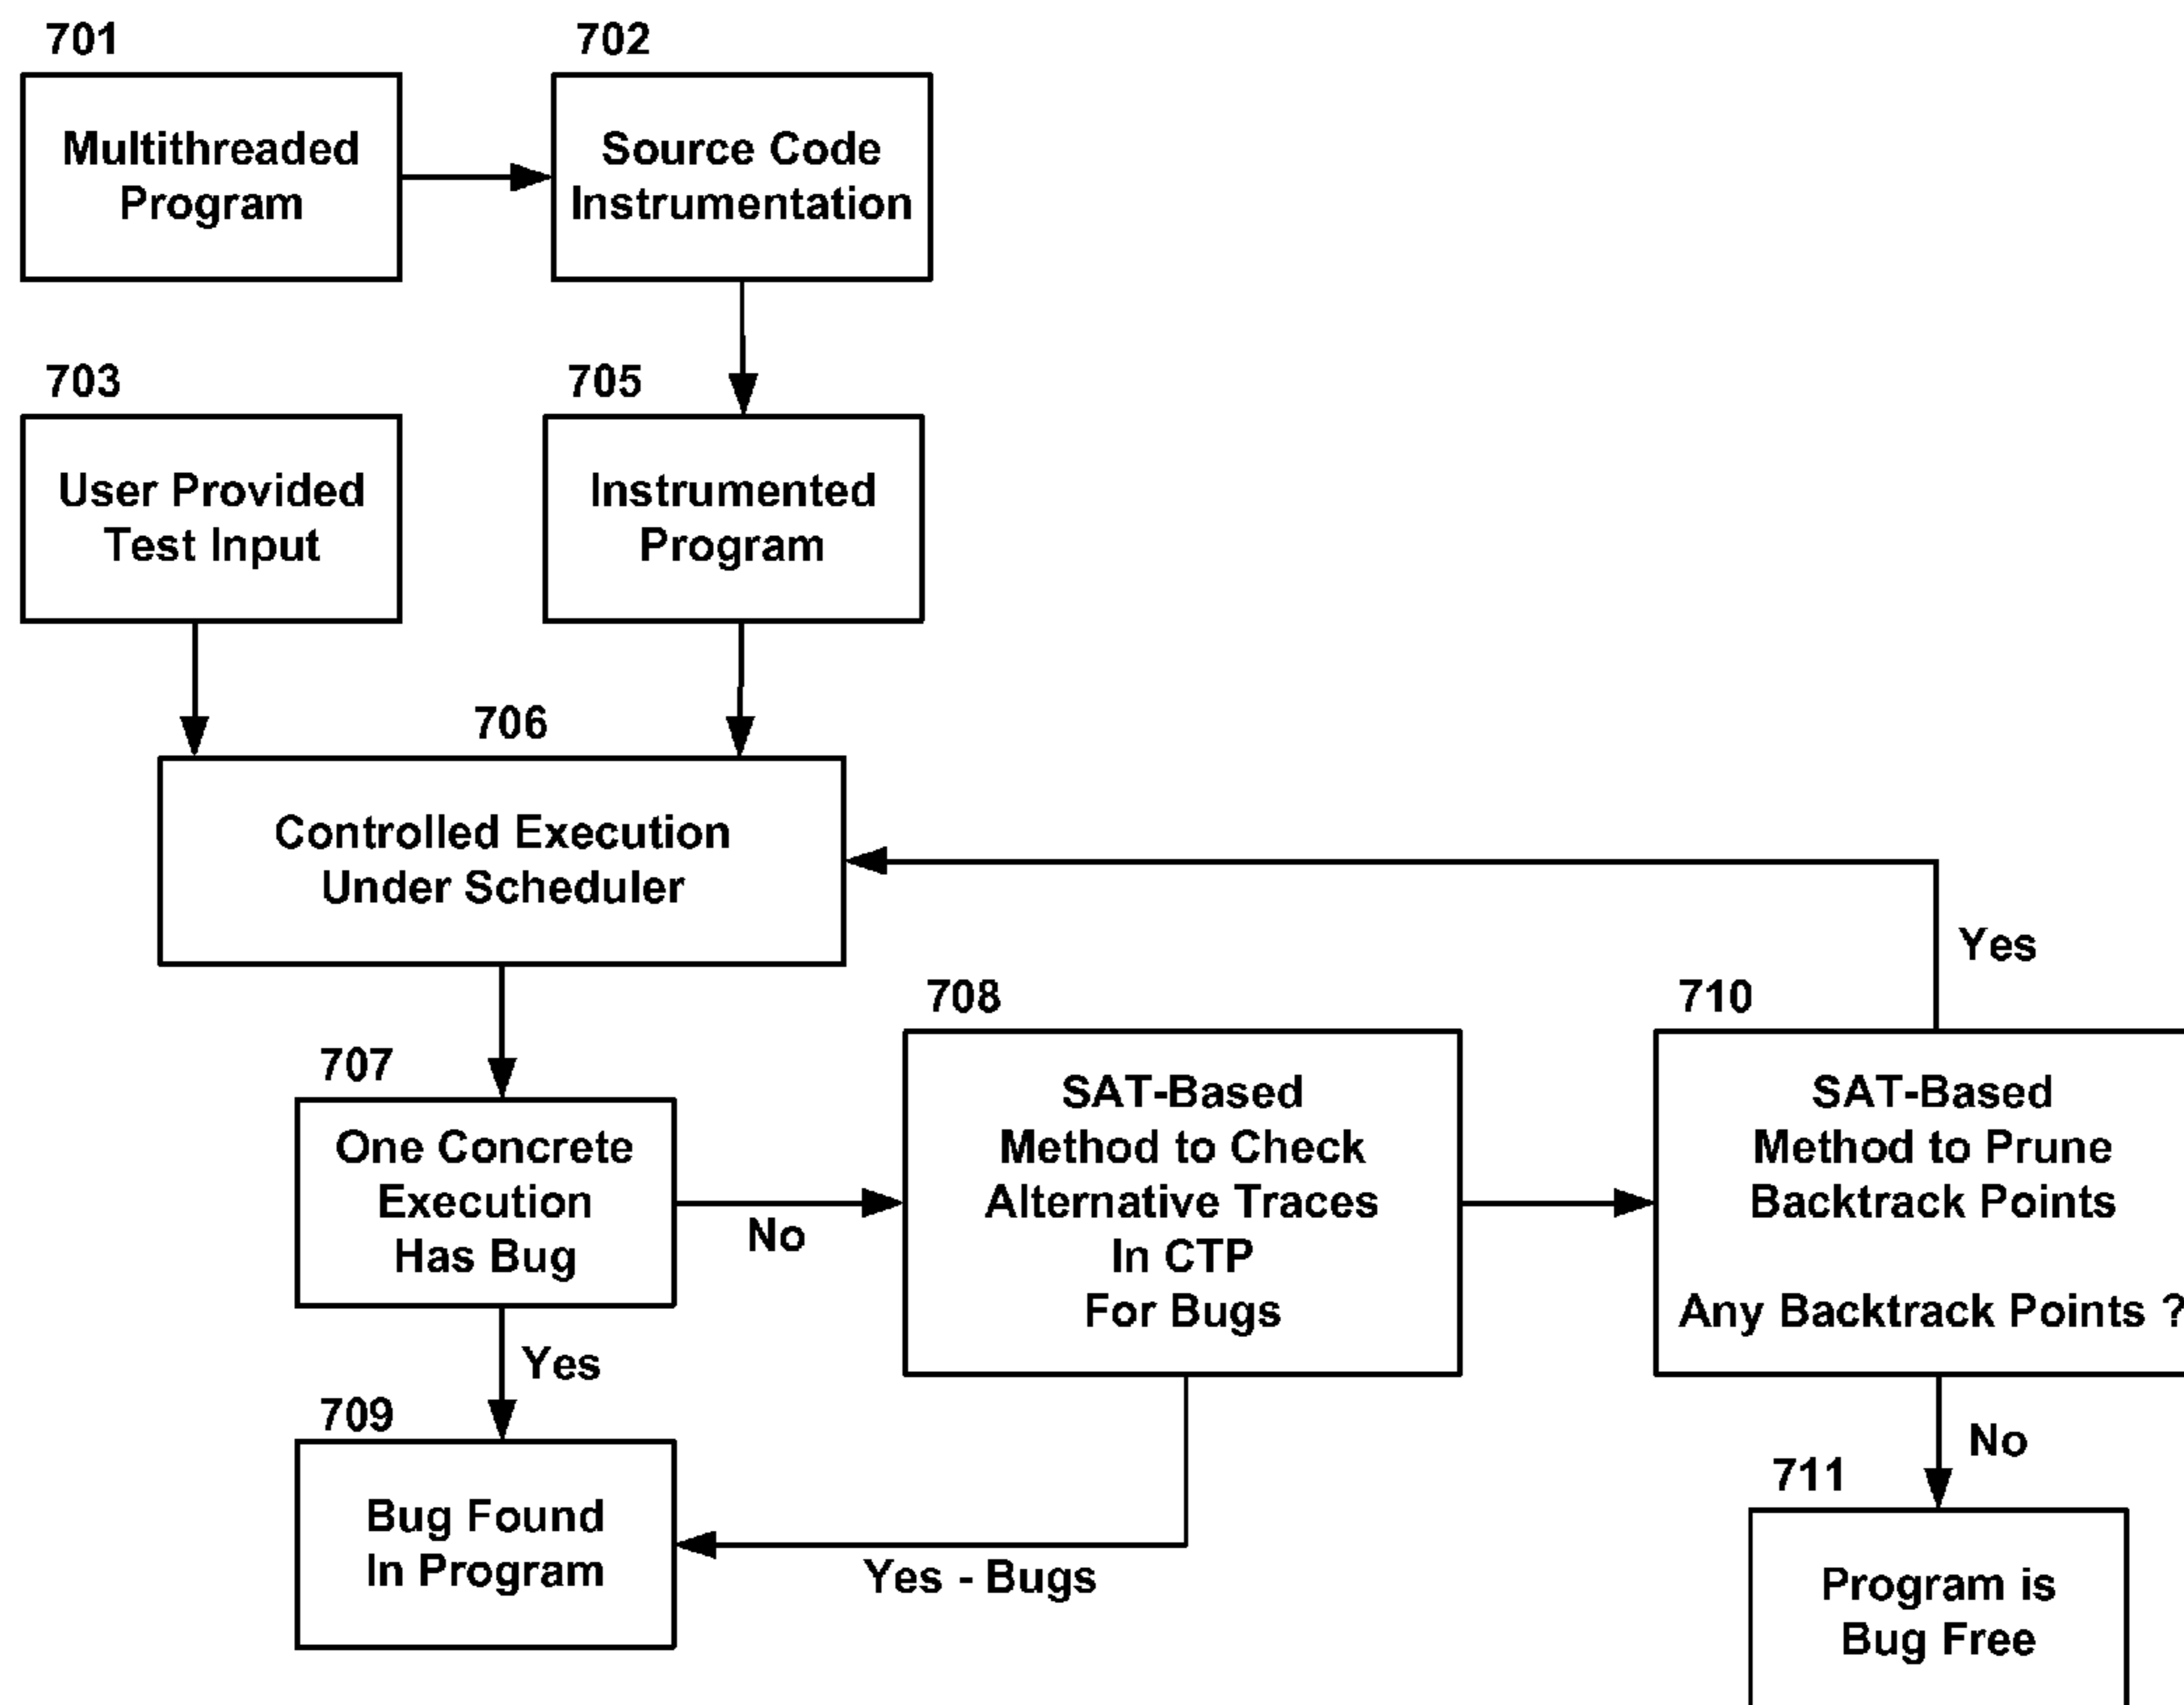 701
Multithreaded
Program
702
Source Code
Instrumentation
703
User Provided
Test Input
705
Instrumented
Program
706
Controlled Execution
Under Scheduler
Yes
707
One Concrete
Execution
Has Bug
No
708
SAT-Based
Method to Check
Alternative Traces
In CTP
For Bugs
710
SAT-Based
Method to Prune
Backtrack Points
Any Backtrack Points ?
Yes
709
Bug Found
In Program
Yes - Bugs
No
711
Program is
Bug Free